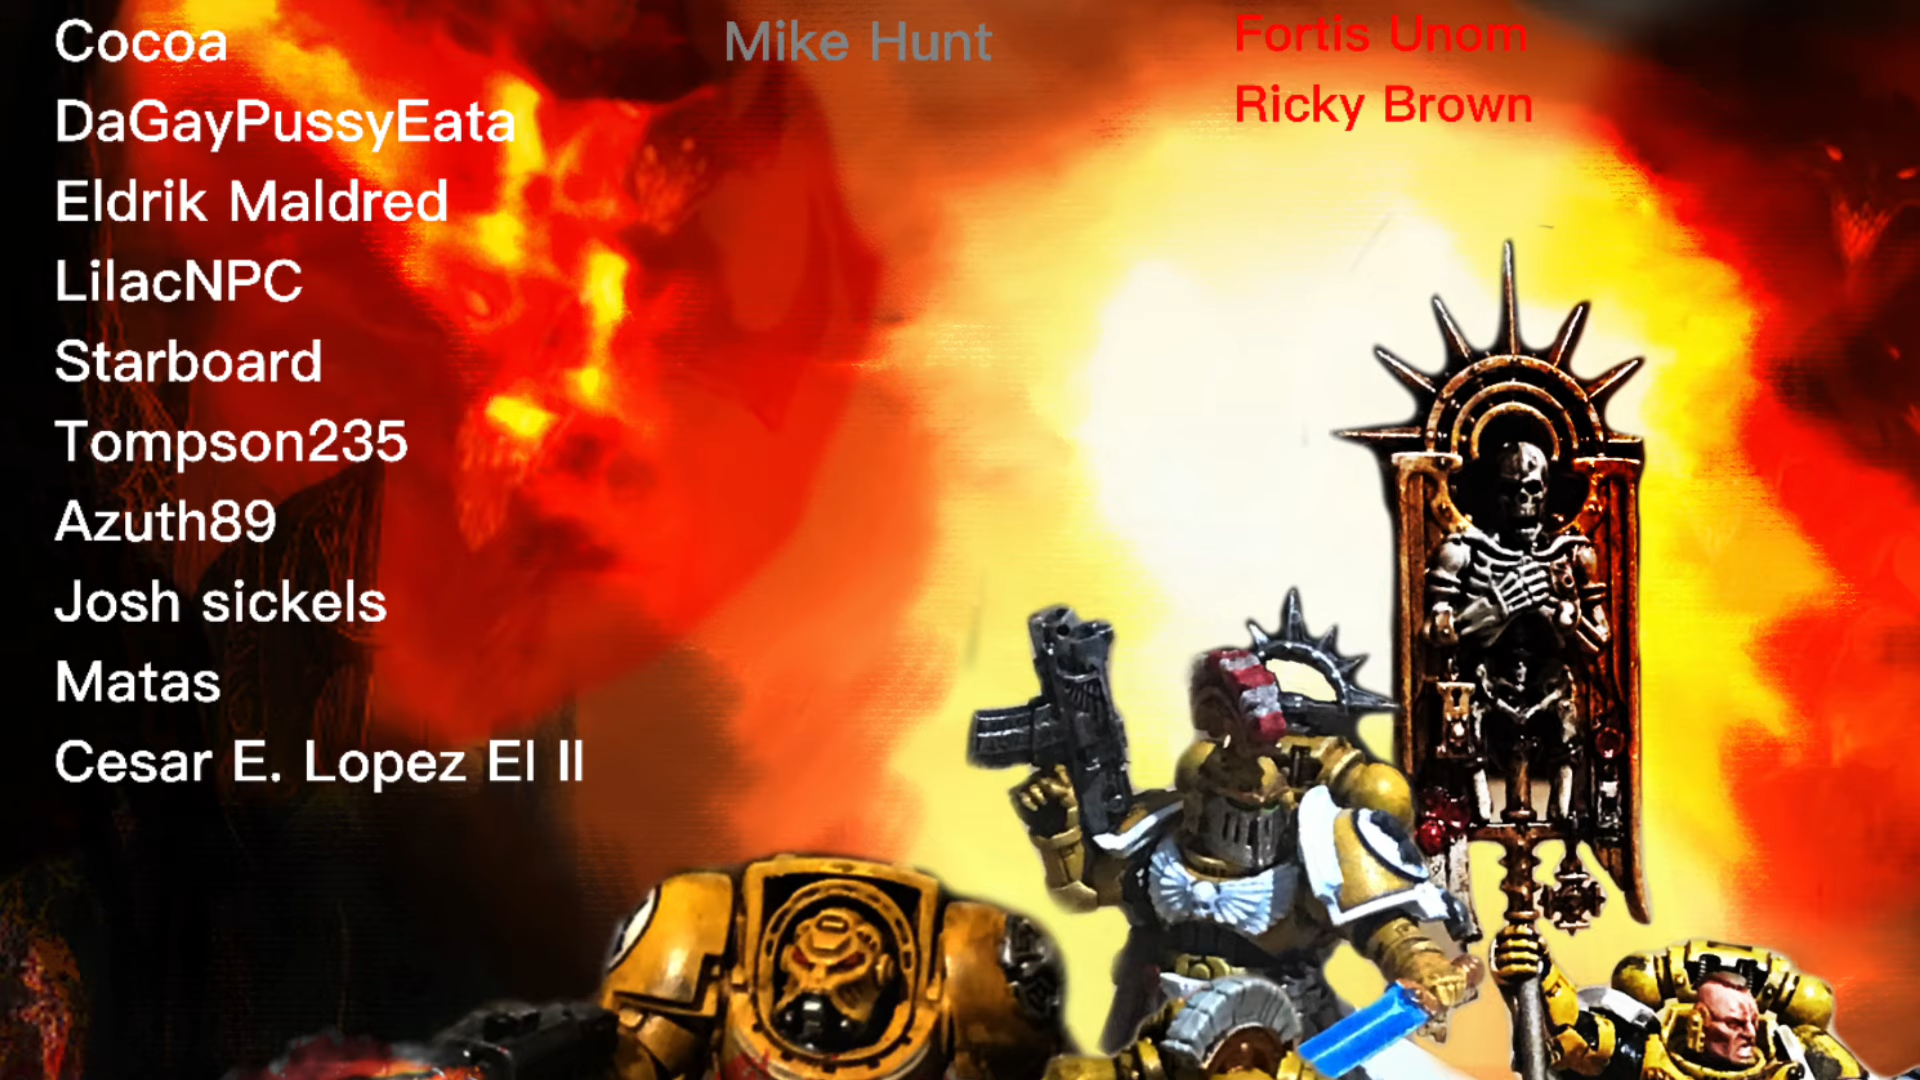 Cocoa
DaGayPussyEata
Eldrik Maldred
LilacNPC
Starboard
Tompson235
Azuth89
Josh sickels
Matas
Cesar E. Lopez El II
Mike Hunt
Fortis Unom
Ricky Brown